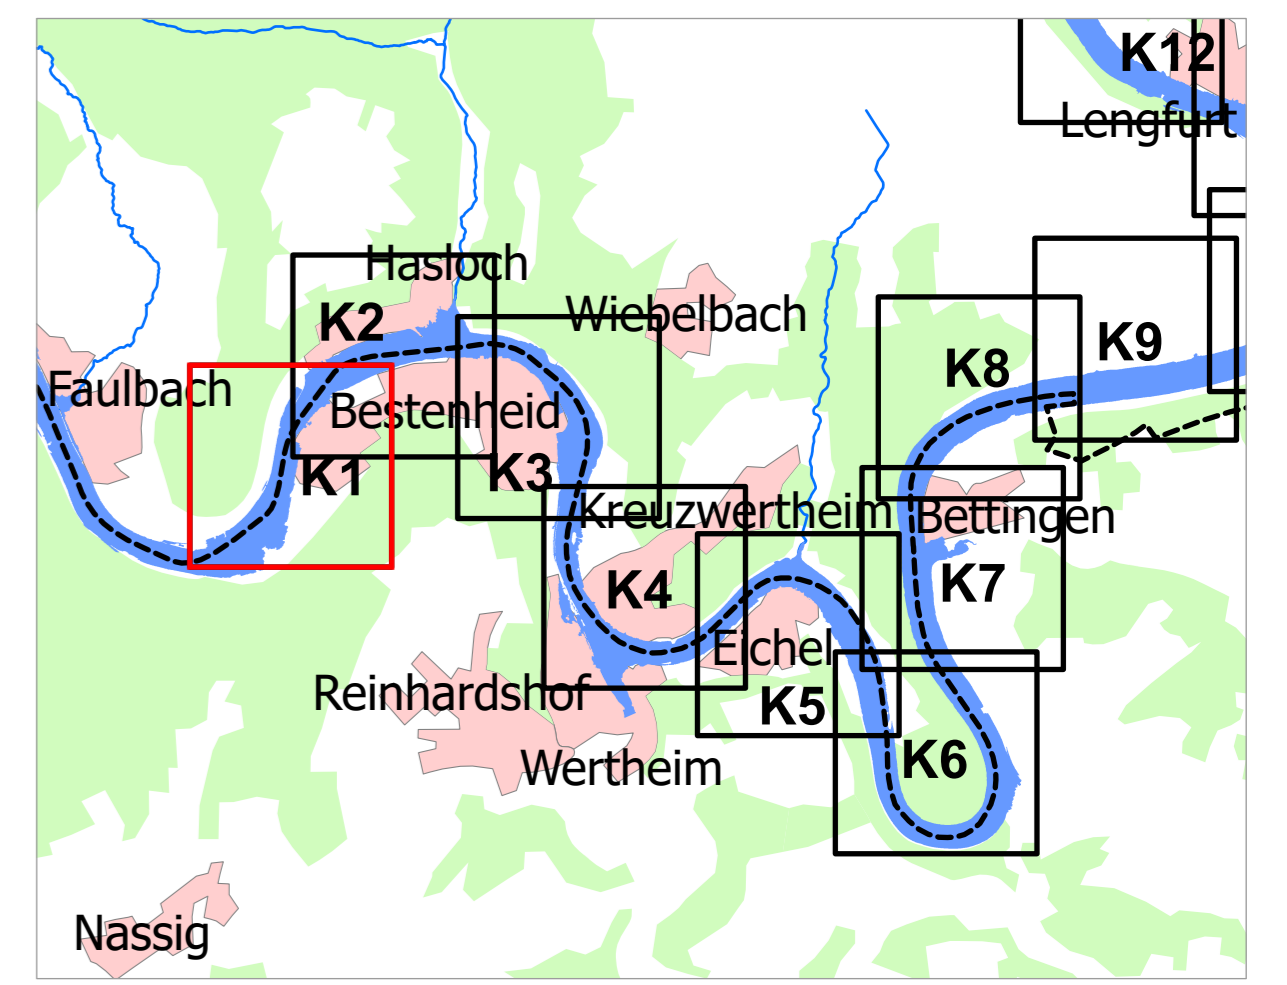 K12
Lengfurt
Hasloch
Wiebelbach
K2
K9
K8
Faulbach
Bestenheid
K1
K3
Kreuzwertheim
Bettingen
K4
K7
Eichel
Reinhardshof
K5
Wertheim
K6
Nassig